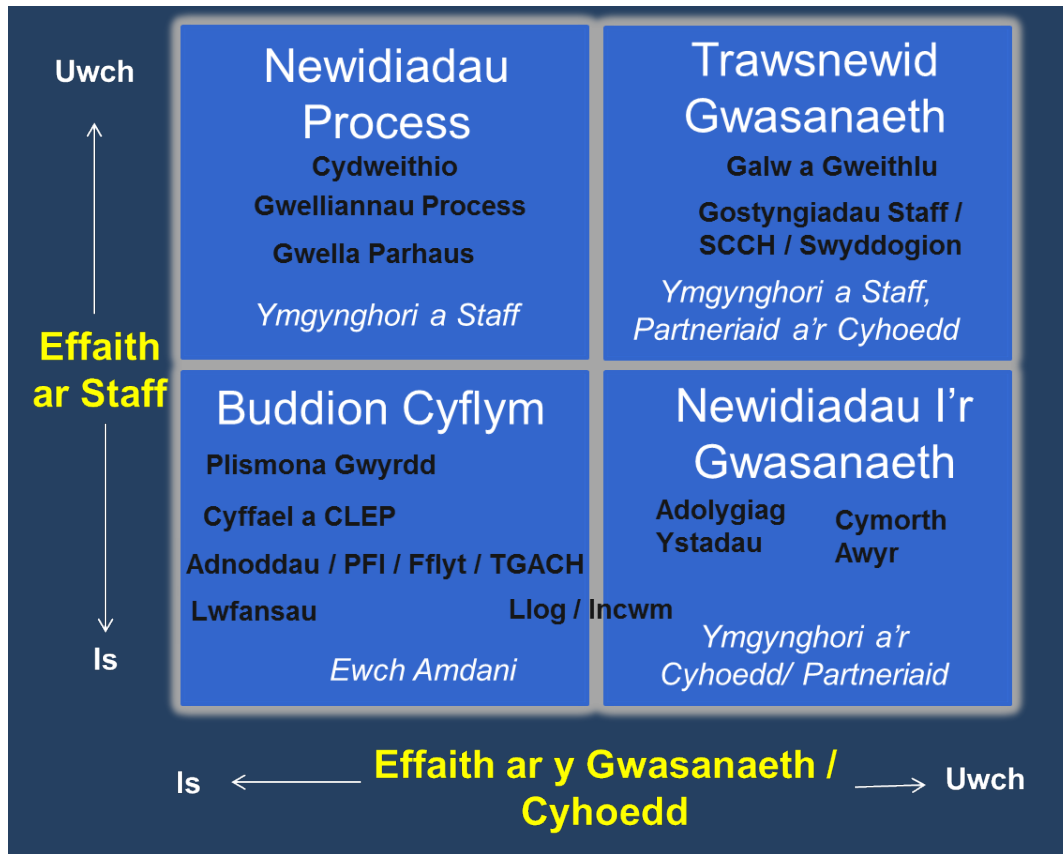 Uwch
Effaith
ar Staff
Is
Newidiadau
Process
Cydweithio
Gwelliannau Process
Gwella Parhaus
Ymgynghori a Staff
Trawsnewid
Gwasanaeth
Galw a Gweithlu
Gostyngiadau Staff /
SCCH / Swyddogion
Ymgynghori a Staff,
Partneriaid a'r Cyhoedd
Buddion Cyflym
Plismona Gwyrdd
Cyffael a CLEP
Adnoddau / PFI / Fflyt / TGACH
Lwfansau
Llog / Incwm
Ewch Amdani
Newidiadau I'r
Gwasanaeth
Adolygiag
Ystadau
Cymorth
Awyr
Ymgynghori a'r
Cyhoedd/ Partneriaid
Is
Effaith ar y Gwasanaeth /
Cyhoedd
Uwch